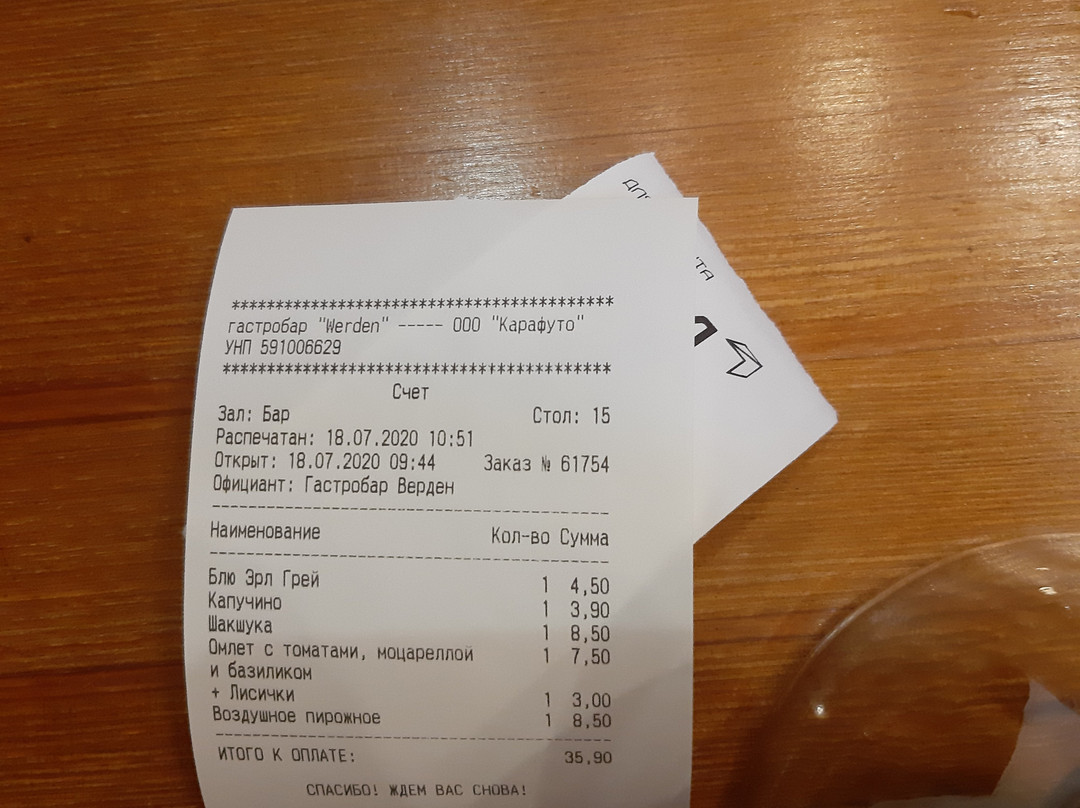 ****************************************
гастробар "Werden" ----- ООО "Карафуто"
УНП 591006629
****************************************
Счет
Зал: Бар Стол: 15
Распечатан: 18.07.2020 10:51
Открыт: 18.07.2020 09:44 Заказ № 61754
Официант: Гастробар Верден
----------------------------------------
Наименование Кол-во Сумма
----------------------------------------
Блю Эрл Грей 1 4,50
Капучино 1 3,90
Шакшука 1 8,50
Омлет с томатами, моцареллой 1 7,50
и базиликом
+ Лисички 1 3,00
Воздушное пирожное 1 8,50
----------------------------------------
ИТОГО К ОПЛАТЕ: 35,90
СПАСИБО! ЖДЕМ ВАС СНОВА!